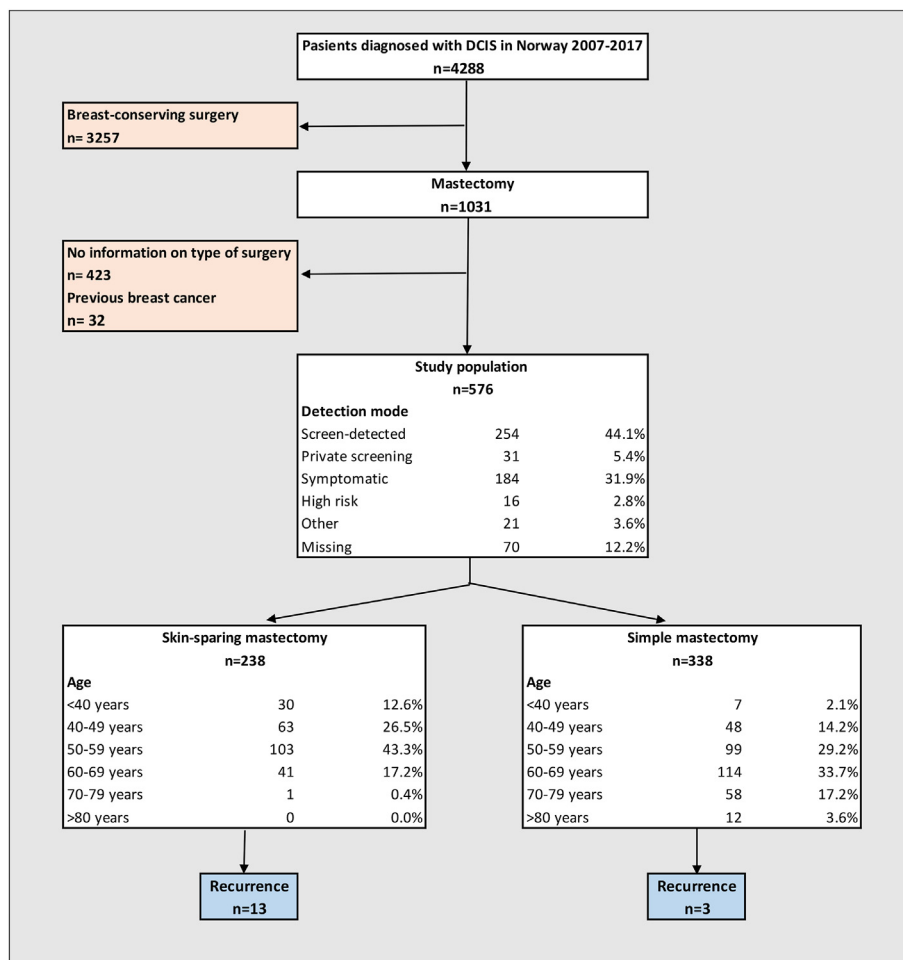 Pasients diagnosed with DCIS in Norway 2007-2017
n=4288
Breast-conserving surgery
n= 3257
Mastectomy
n=1031
No information on type of surgery
n= 423
Previous breast cancer
n= 32
Study population
n=576
Detection mode
Screen-detected 254 44.1%
Private screening 31 5.4%
Symptomatic 184 31.9%
High risk 16 2.8%
Other 21 3.6%
Missing 70 12.2%
Skin-sparing mastectomy
n=238
Age
<40 years 30 12.6%
40-49 years 63 26.5%
50-59 years 103 43.3%
60-69 years 41 17.2%
70-79 years 1 0.4%
>80 years 0 0.0%
Simple mastectomy
n=338
Age
<40 years 7 2.1%
40-49 years 48 14.2%
50-59 years 99 29.2%
60-69 years 114 33.7%
70-79 years 58 17.2%
>80 years 12 3.6%
Recurrence
n=13
Recurrence
n=3